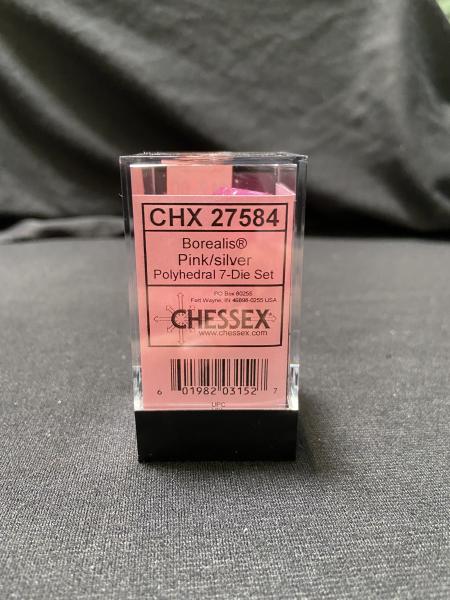 CHX 27584
Borealis®
Pink/silver
Polyhedral 7-Die Set
PO Box 80255
Fort Wayne, IN 46898-0255 USA
CHESSEX
www.chessex.com
6 01982 03152 7
UPC